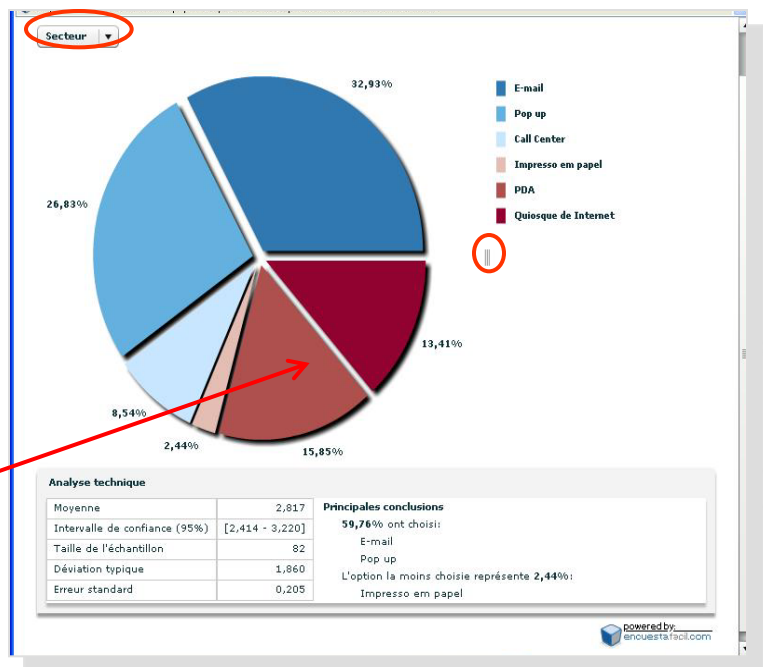 Secteur
32,93%
26,83%
13,41%
8,54%
2,44%
15,85%
E-mail
Pop up
Call Center
Impresso em papel
PDA
Quiosque de Internet
Analyse technique
Moyenne 2,817
Intervalle de confiance (95%) [2,414 - 3,220]
Taille de l'échantillon 82
Déviation typique 1,860
Erreur standard 0,205
Principales conclusions
59,76% ont choisi:
E-mail
Pop up
L'option la moins choisie représente 2,44%:
Impresso em papel
powered by:
encuestafacil.com